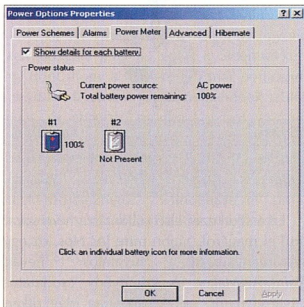 Power Options Properties
? ×
Power Schemes Alarms Power Meter Advanced Hibernate
Show details for each battery.
Power status
Current power source: AC power
Total battery power remaining: 100%
#1 #2
100%
Not Present
Click an individual battery icon for more information.
OK Cancel Apply